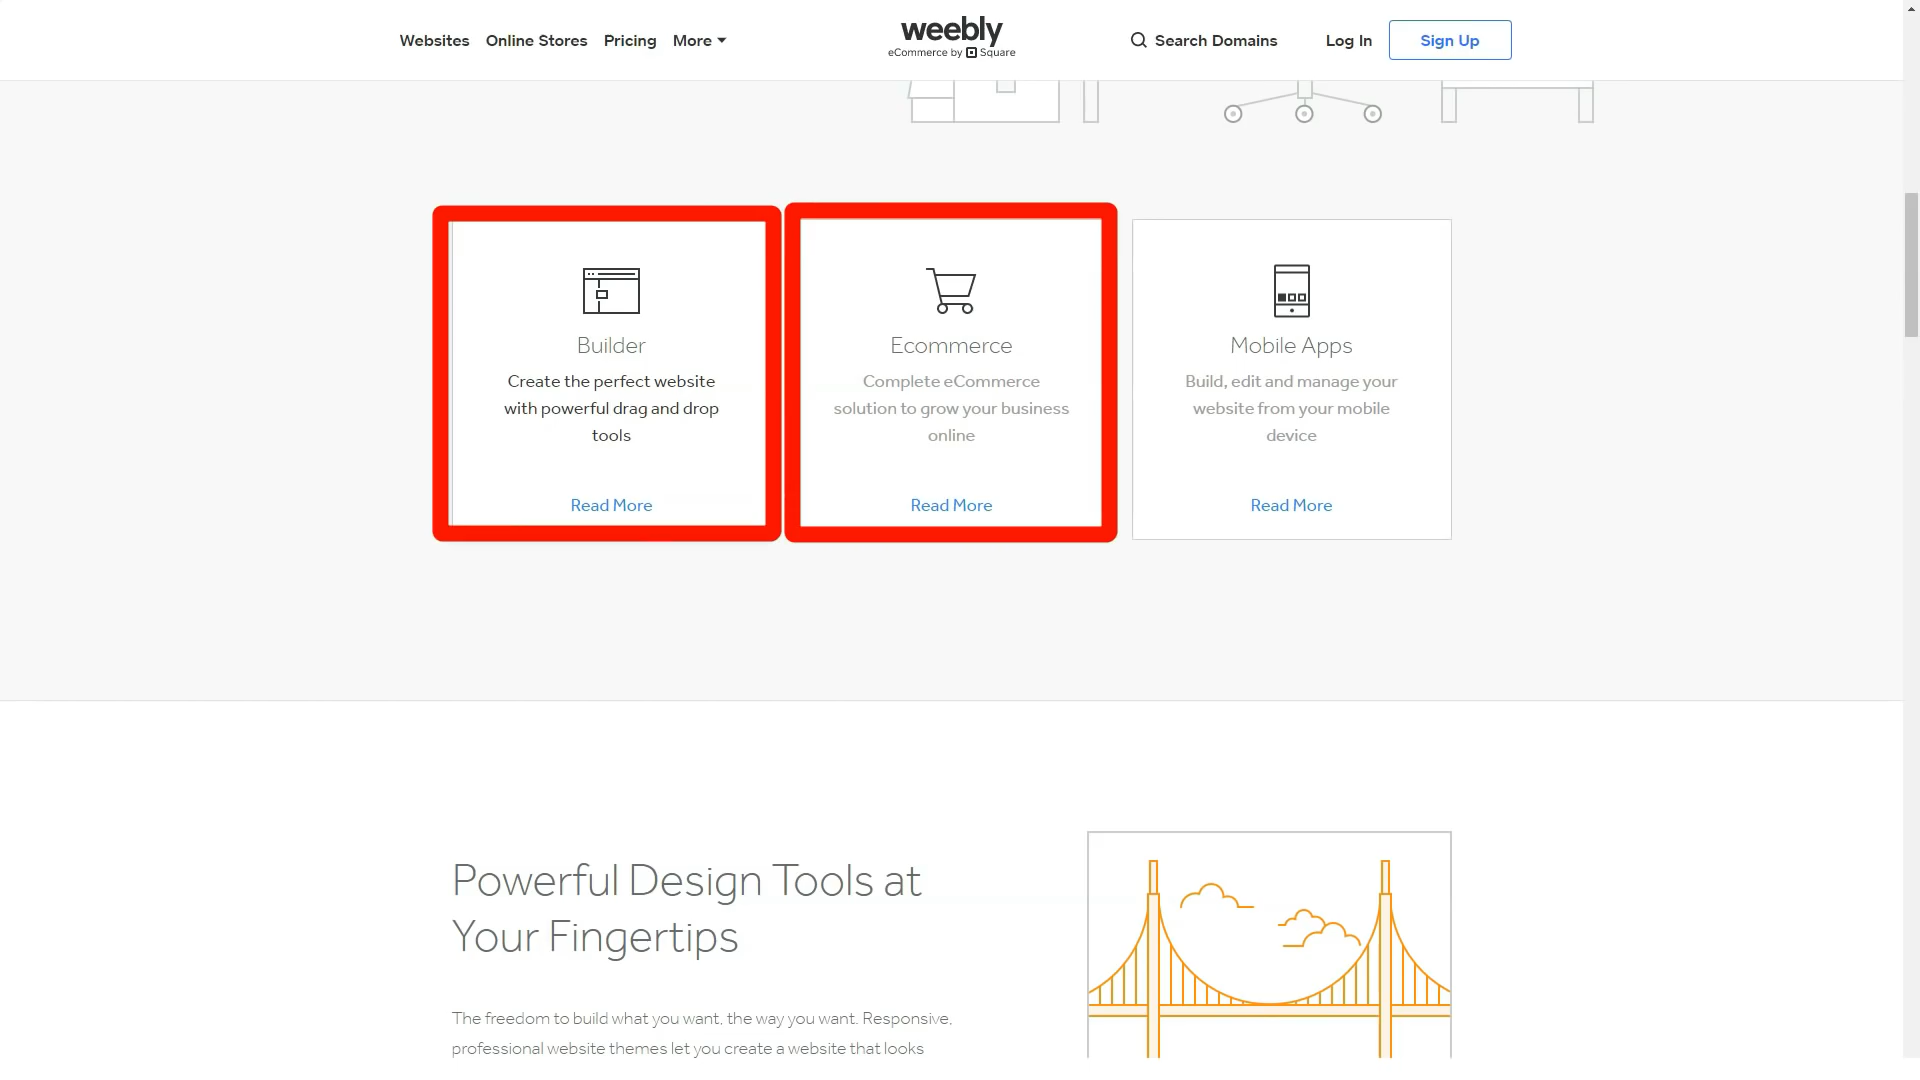 Websites Online Stores Pricing More
weebly
eCommerce by Square
Search Domains
Log In
Sign Up
Builder
Create the perfect website
with powerful drag and drop
tools
Read More
Ecommerce
Complete eCommerce
solution to grow your business
online
Read More
Mobile Apps
Build, edit and manage your
website from your mobile
device
Read More
Powerful Design Tools at
Your Fingertips
The freedom to build what you want, the way you want. Responsive,
professional website themes let you create a website that looks